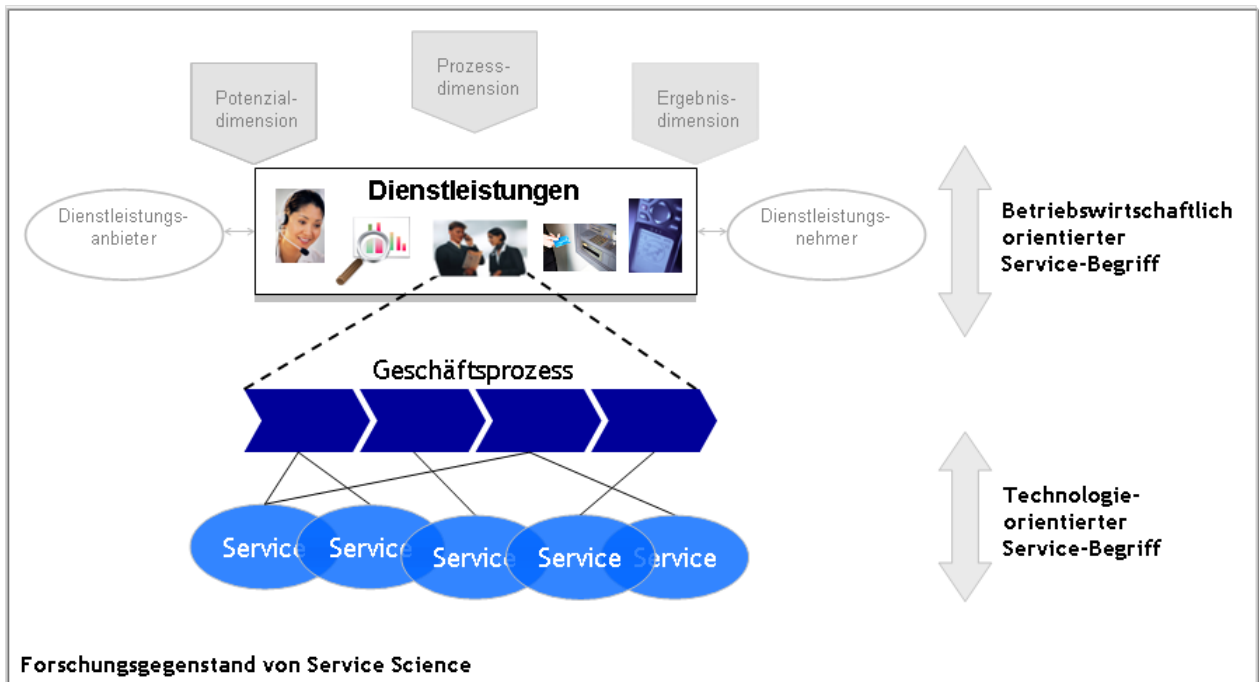 Prozess-
dimension
Potenzial-
dimension
Ergebnis-
dimension
Dienstleistungen
Dienstleistungs-
anbieter
Dienstleistungs-
nehmer
Betriebswirtschaftlich
orientierter
Service-Begriff
Geschäftsprozess
Technologie-
orientierter
Service-Begriff
Service
Service
Service
Service
Service
Forschungsgegenstand von Service Science